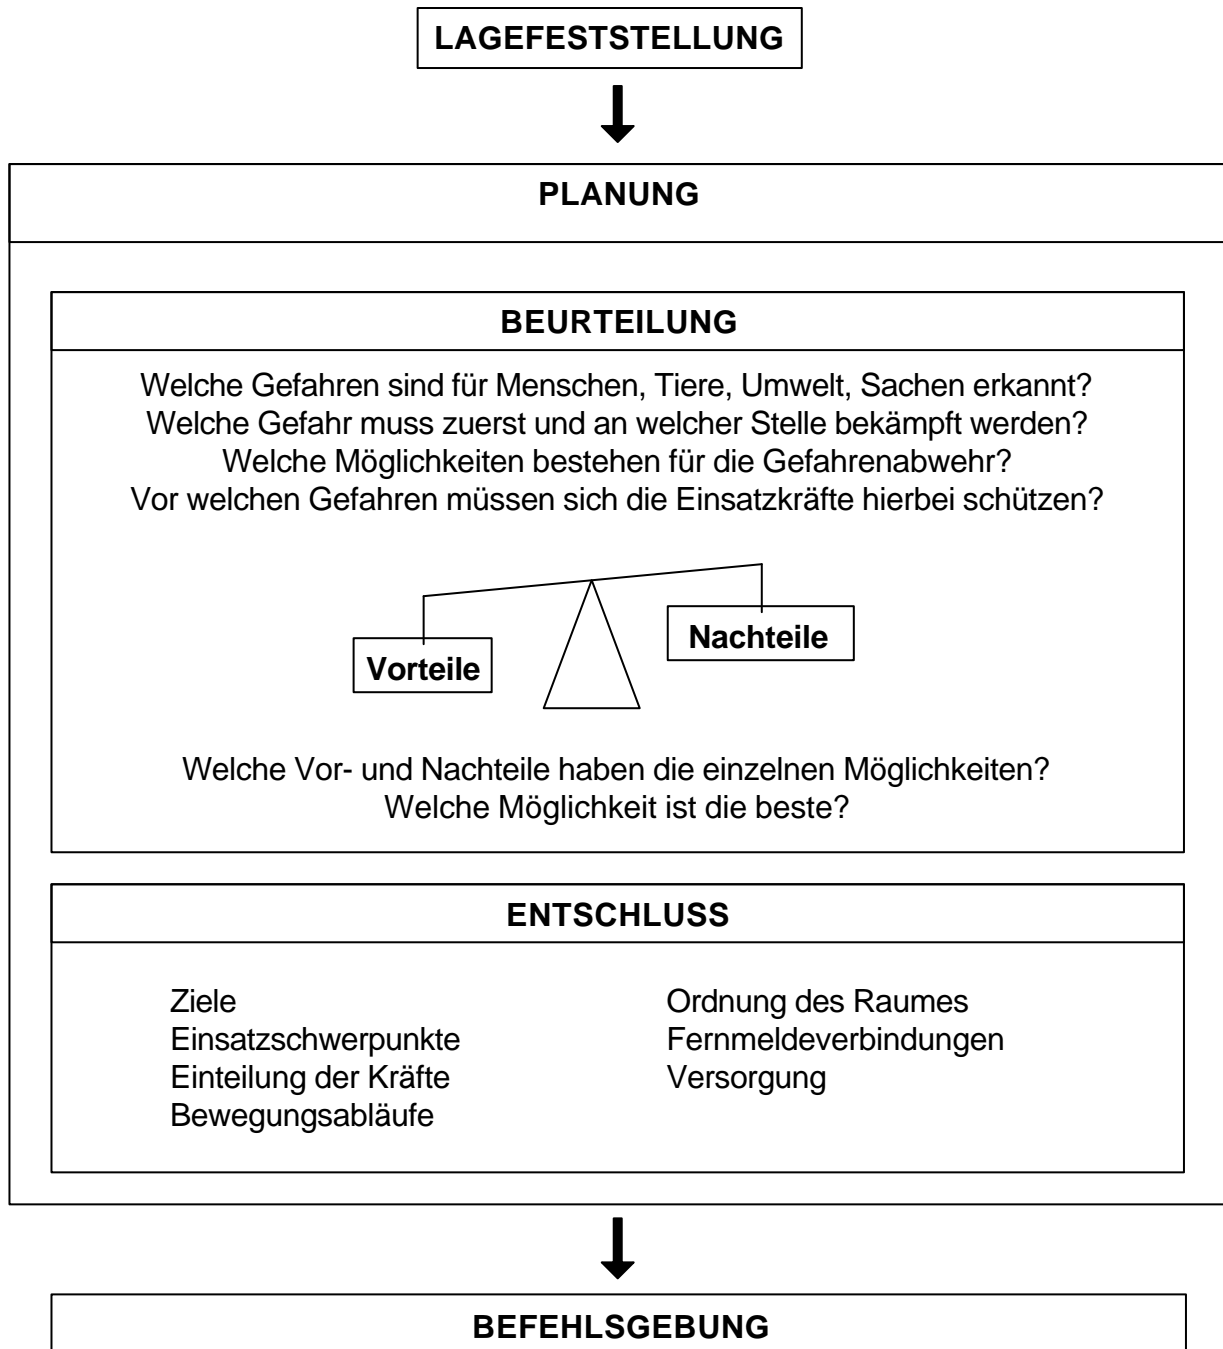 LAGEFESTSTELLUNG
PLANUNG
BEURTEILUNG
Welche Gefahren sind für Menschen, Tiere, Umwelt, Sachen erkannt?
Welche Gefahr muss zuerst und an welcher Stelle bekämpft werden?
Welche Möglichkeiten bestehen für die Gefahrenabwehr?
Vor welchen Gefahren müssen sich die Einsatzkräfte hierbei schützen?
Vorteile
Nachteile
Welche Vor- und Nachteile haben die einzelnen Möglichkeiten?
Welche Möglichkeit ist die beste?
ENTSCHLUSS
Ziele
Einsatzschwerpunkte
Einteilung der Kräfte
Bewegungsabläufe
Ordnung des Raumes
Fernmeldeverbindungen
Versorgung
BEFEHLSGEBUNG